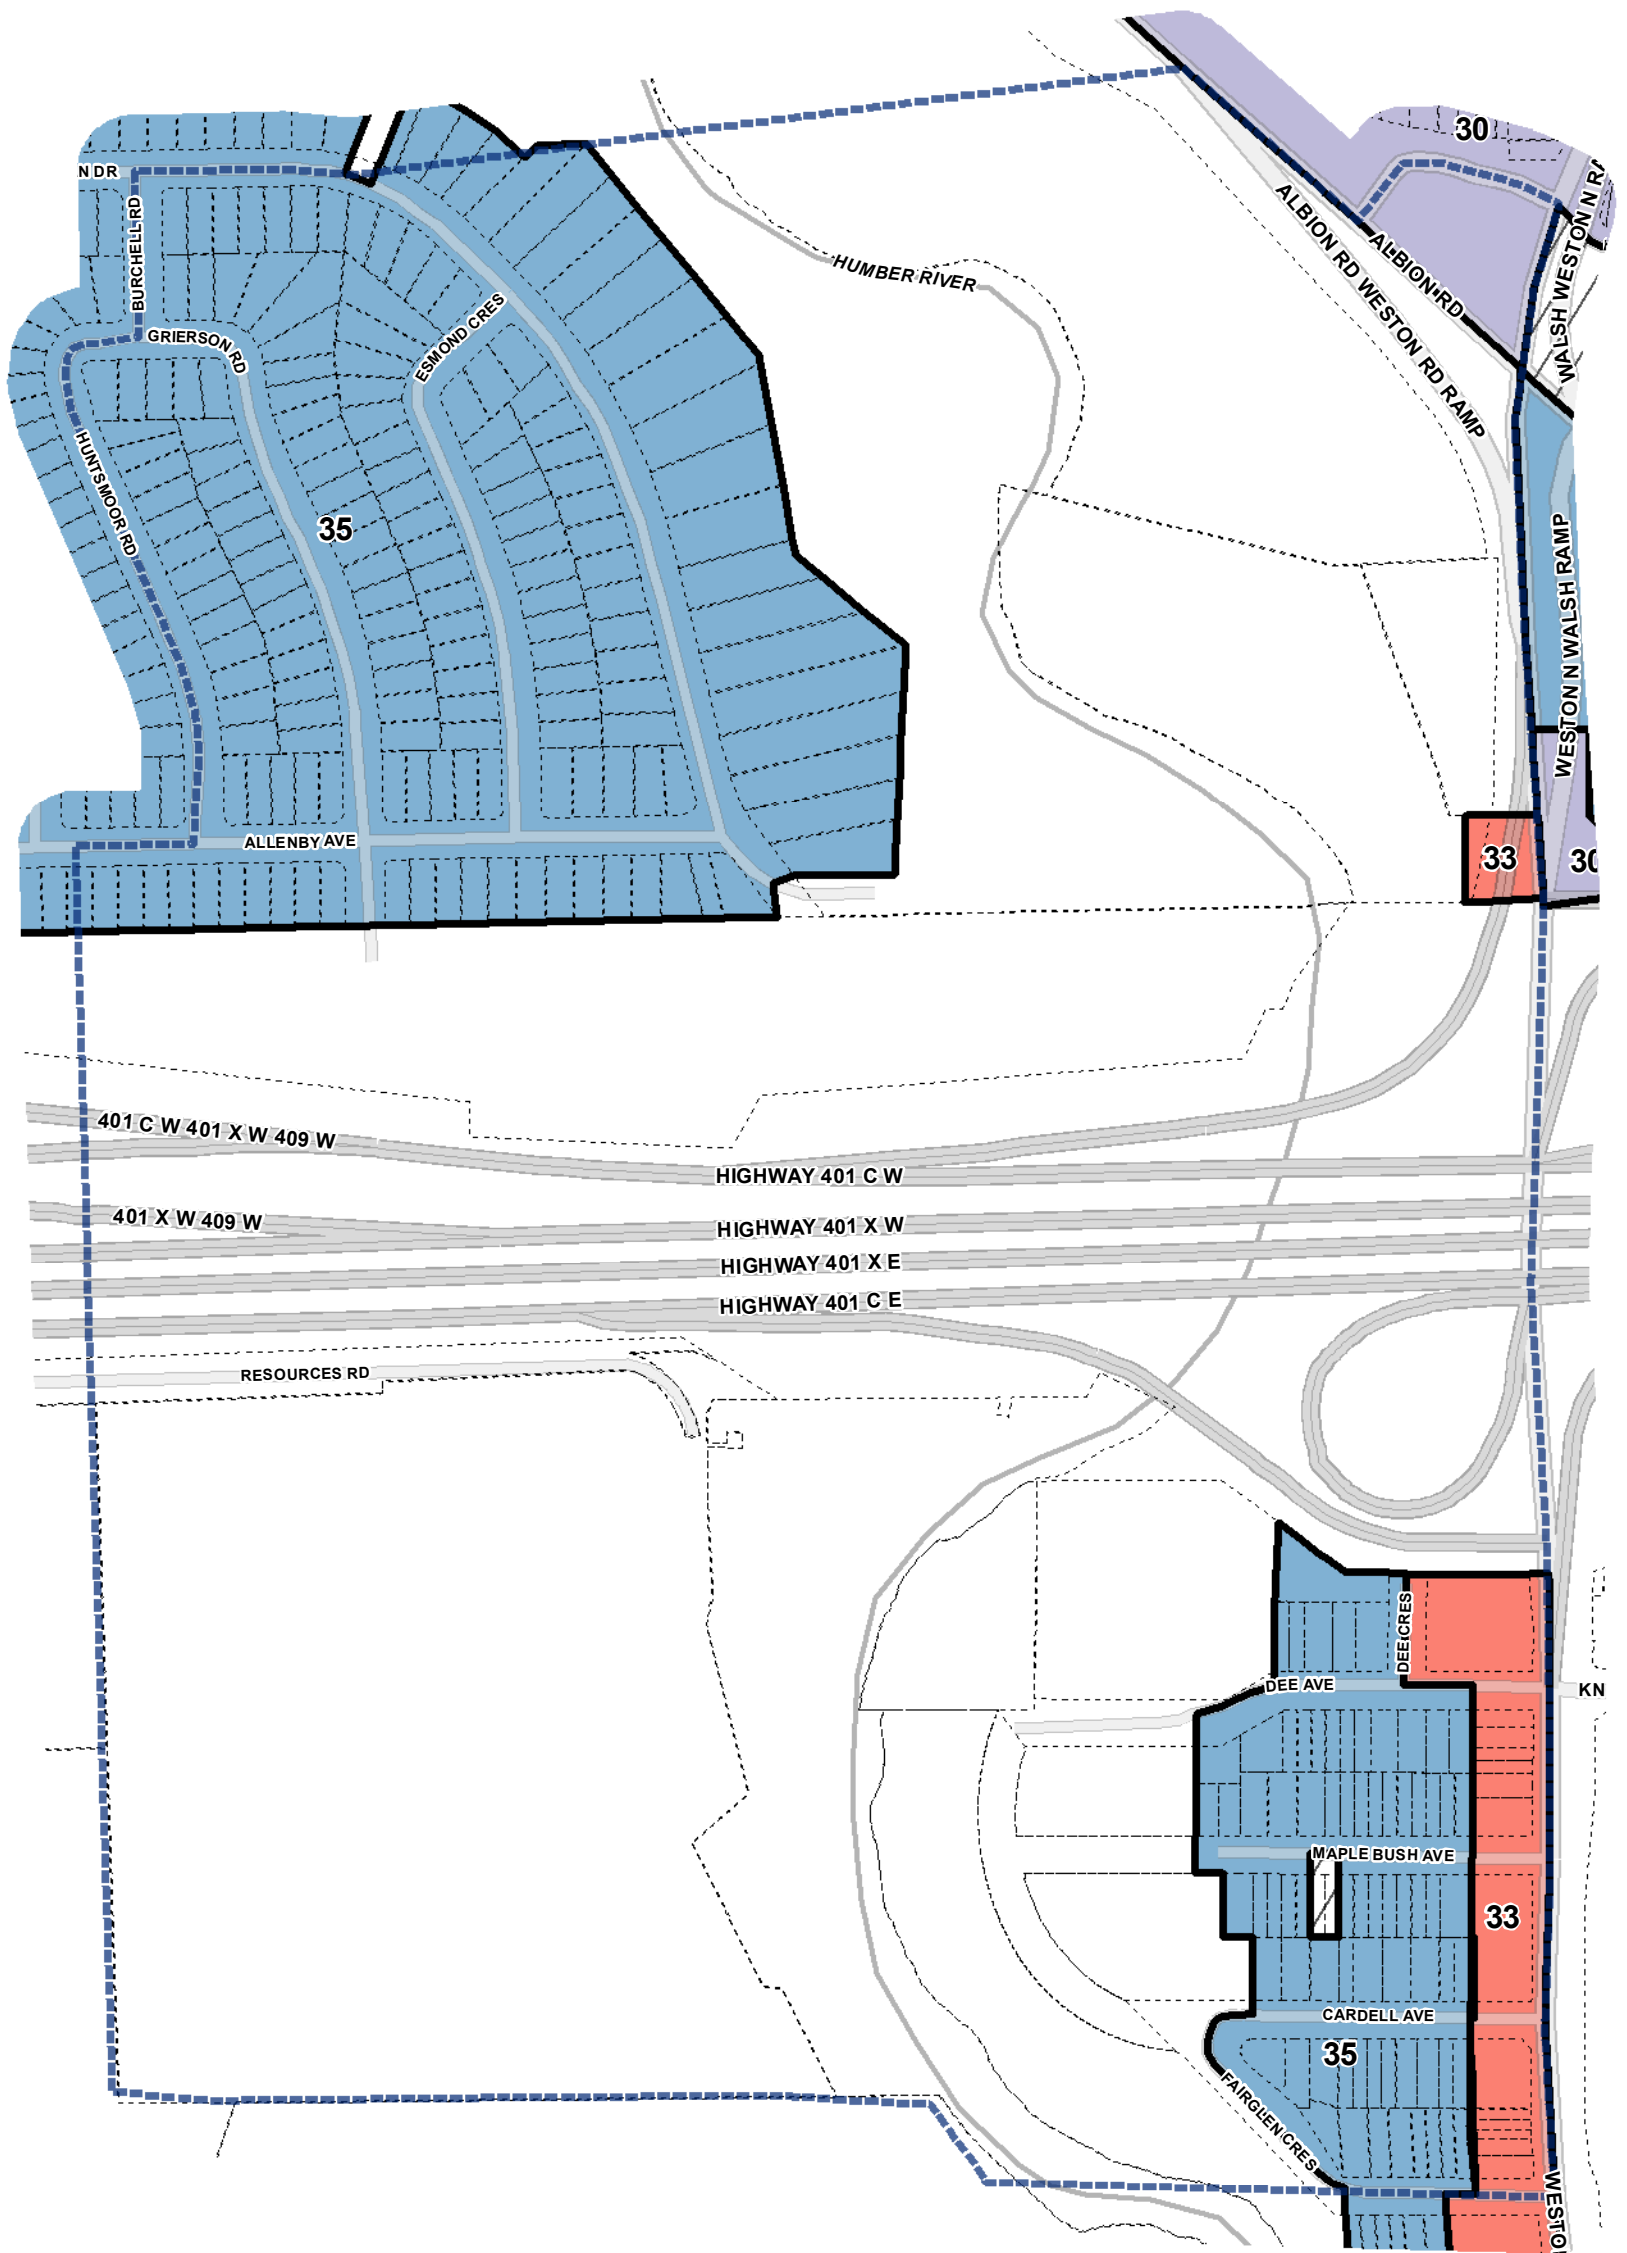 30
N DR
BURCHELL RD
ALBION RD WESTON RD RAMP
ALBION RD
HUMBER RIVER
WALSH WESTON N RA
GRIERSON RD
ESMOND CRES
HUNTSMOOR RD
35
WESTON N WALSH RAMP
ALLENBY AVE
33
30
401 C W 401 X W 409 W
HIGHWAY 401 C W
401 X W 409 W
HIGHWAY 401 X W
HIGHWAY 401 X E
HIGHWAY 401 C E
RESOURCES RD
DEE CRES
DEE AVE
KN
MAPLE BUSH AVE
33
CARDELL AVE
35
FAIRGLEN CRES
WESTO